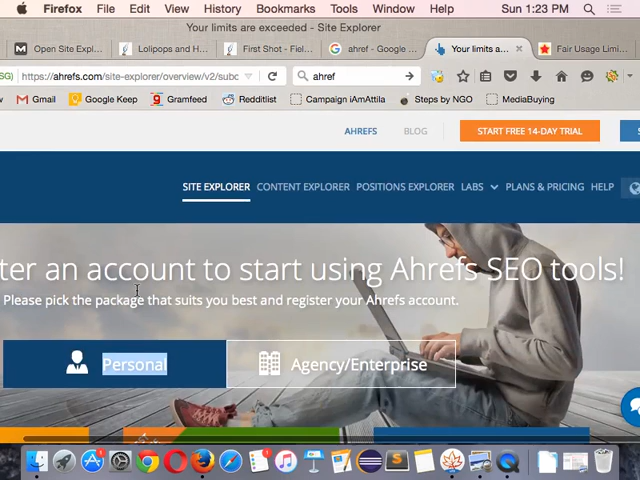 Firefox File Edit View History Bookmarks Tools Window Help Sun 1:23 PM
Your limits are exceeded - Site Explorer
Open Site Expl... Lolipops and H... First Shot - Fiel... ahref - Google ... Your limits a... Fair Usage Limi...
SG) https://ahrefs.com/site-explorer/overview/v2/subc ahref
Gmail Google Keep Gramfeed Redditlist Campaign iAmAttila Steps by NGO MediaBuying
AHREFS BLOG START FREE 14-DAY TRIAL S
SITE EXPLORER CONTENT EXPLORER POSITIONS EXPLORER LABS PLANS & PRICING HELP
ter an account to start using Ahrefs SEO tools!
Please pick the package that suits you best and register your Ahrefs account.
Personal Agency/Enterprise